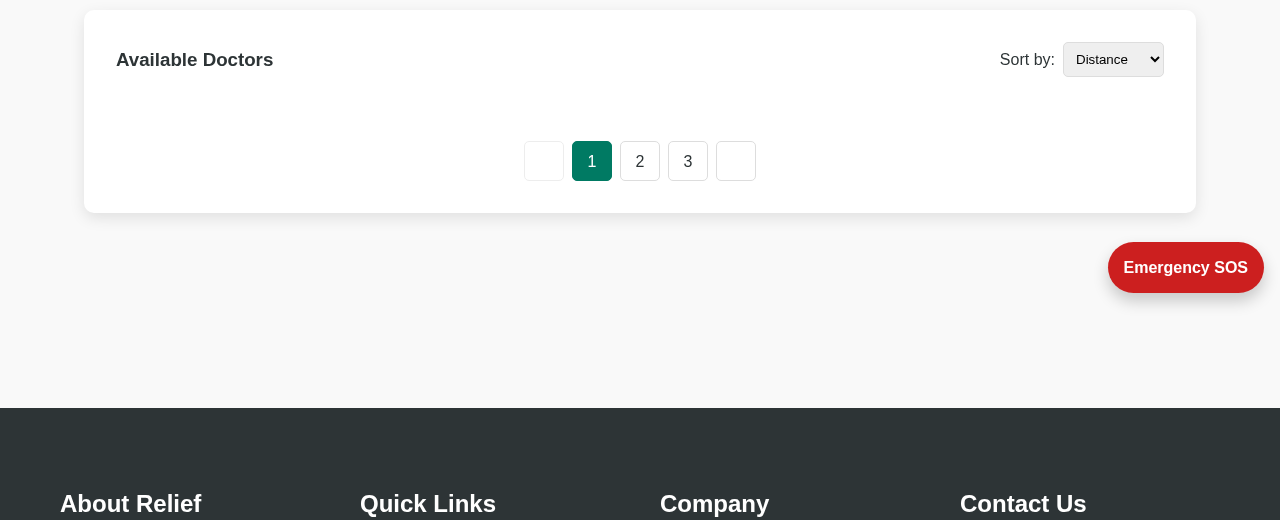 Available Doctors
Sort by: Distance
1 2 3
Emergency SOS
About Relief Quick Links Company Contact Us